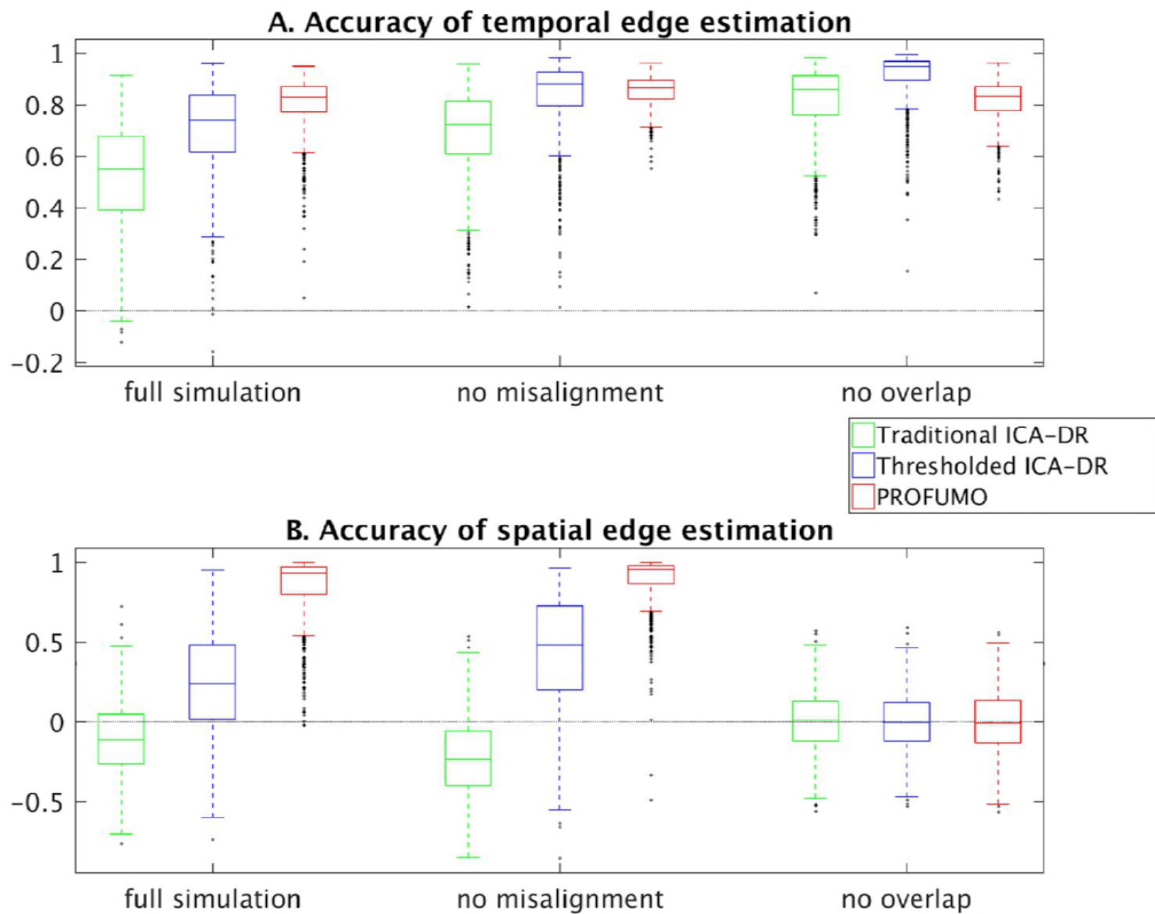 A. Accuracy of temporal edge estimation
1
0.8
0.6
0.4
0.2
0
-0.2
full simulation no misalignment no overlap
Traditional ICA-DR
Thresholded ICA-DR
PROFUMO
B. Accuracy of spatial edge estimation
1
0.5
0
-0.5
full simulation no misalignment no overlap